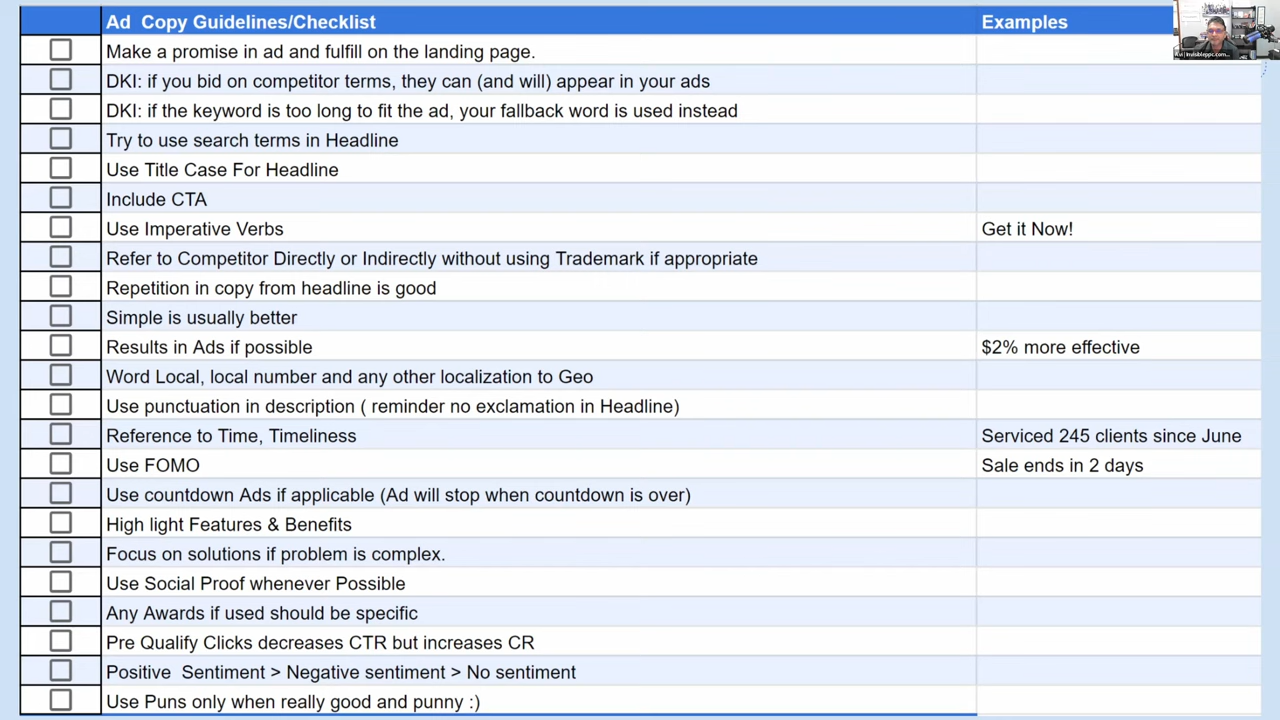 Ad  Copy Guidelines/Checklist Examples
Make a promise in ad and fulfill on the landing page.
DKI: if you bid on competitor terms, they can (and will) appear in your ads
DKI: if the keyword is too long to fit the ad, your fallback word is used instead
Try to use search terms in Headline
Use Title Case For Headline
Include CTA
Use Imperative Verbs Get it Now!
Refer to Competitor Directly or Indirectly without using Trademark if appropriate
Repetition in copy from headline is good
Simple is usually better
Results in Ads if possible $2% more effective
Word Local, local number and any other localization to Geo
Use punctuation in description ( reminder no exclamation in Headline)
Reference to Time, Timeliness Serviced 245 clients since June
Use FOMO Sale ends in 2 days
Use countdown Ads if applicable (Ad will stop when countdown is over)
High light Features & Benefits
Focus on solutions if problem is complex.
Use Social Proof whenever Possible
Any Awards if used should be specific
Pre Qualify Clicks decreases CTR but increases CR
Positive  Sentiment > Negative sentiment > No sentiment
Use Puns only when really good and punny :)